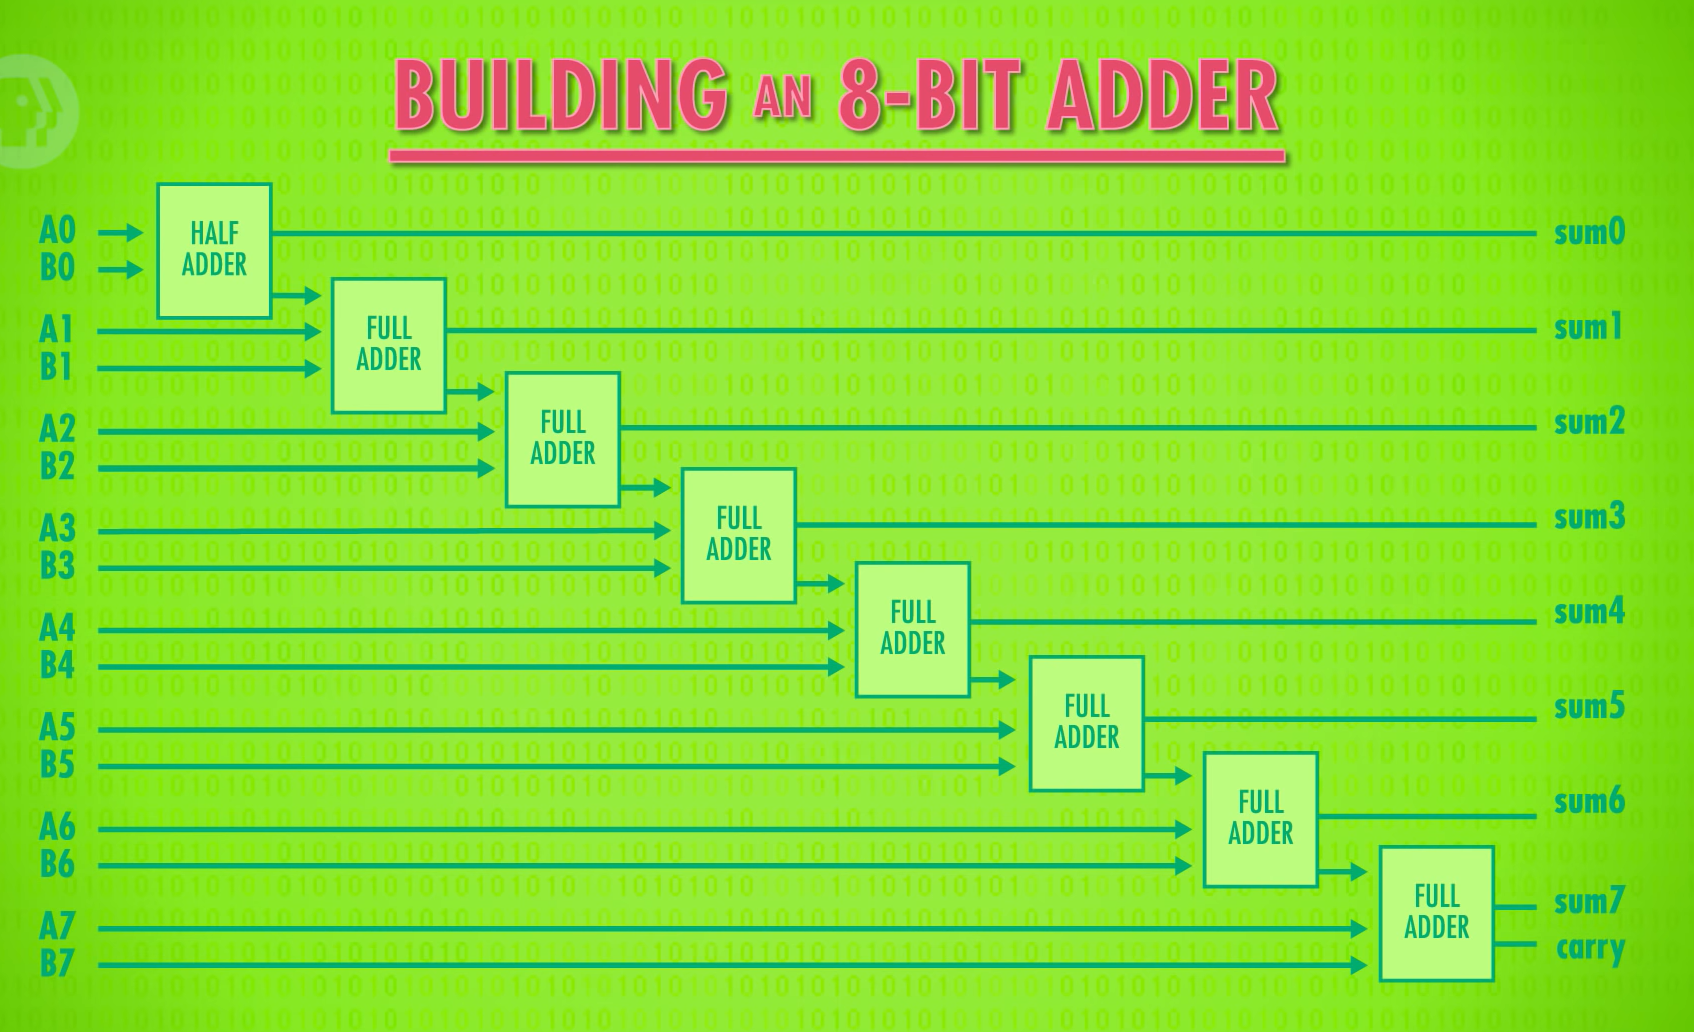 BUILDING AN 8-BIT ADDER
A0
B0
HALF
ADDER
sum0
A1
B1
FULL
ADDER
sum1
A2
B2
FULL
ADDER
sum2
A3
B3
FULL
ADDER
sum3
A4
B4
FULL
ADDER
sum4
A5
B5
FULL
ADDER
sum5
A6
B6
FULL
ADDER
sum6
A7
B7
FULL
ADDER
sum7
carry